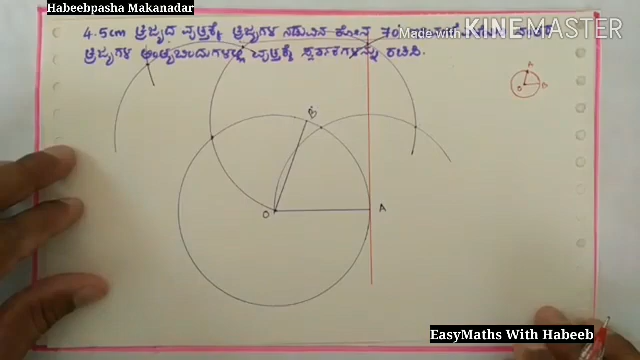 Habeebpasha Makanadar
Made with KINEMASTER
4.5cm ತ್ರಿಜ್ಯದ ವೃತ್ತಕ್ಕೆ ತ್ರಿಜ್ಯಗಳ ನಡುವಿನ ಕೋನ 70°
ತ್ರಿಜ್ಯಗಳ ಅಂತ್ಯಬಿಂದುಗಳಲ್ಲಿ ವೃತ್ತಕ್ಕೆ ಸ್ಪರ್ಶಕಗಳನ್ನು ರಚಿಸಿ.
A
O B
B
O
A
EasyMaths With Habeeb